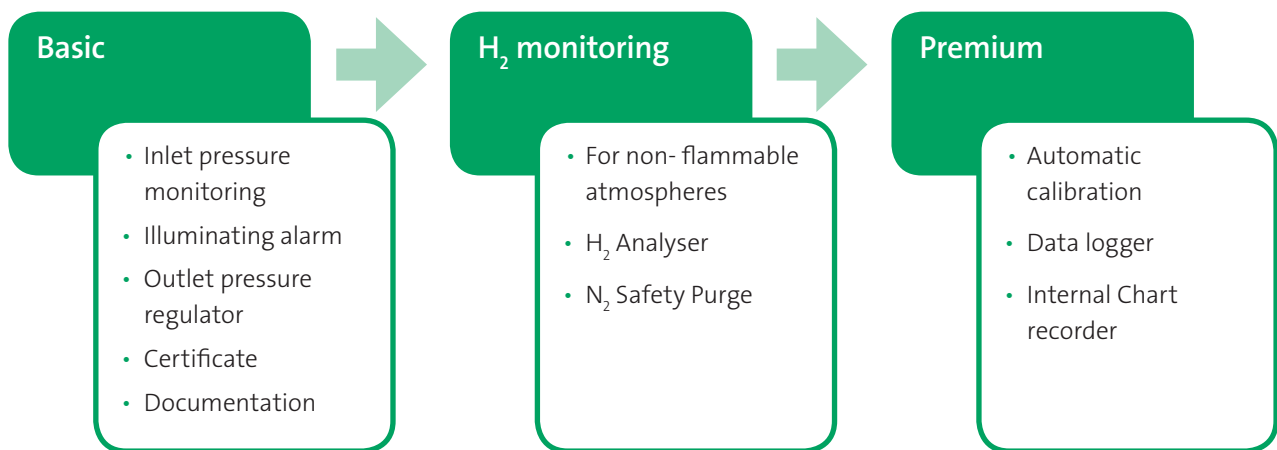 Basic
• Inlet pressure
monitoring
• Illuminating alarm
• Outlet pressure
regulator
• Certificate
• Documentation
H₂ monitoring
• For non- flammable
atmospheres
• H₂ Analyser
• N₂ Safety Purge
Premium
• Automatic
calibration
• Data logger
• Internal Chart
recorder